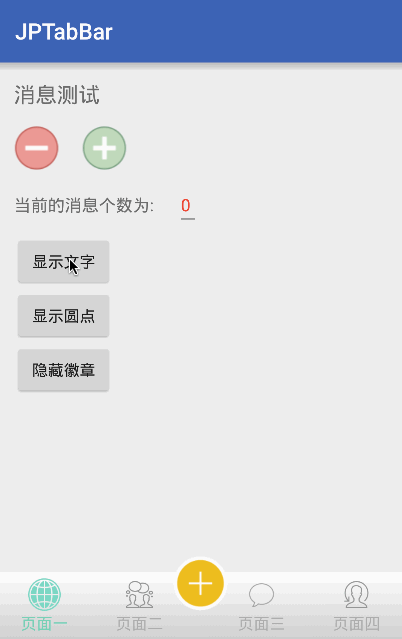 JPTabBar
消息测试
当前的消息个数为: 0
显示文字
显示圆点
隐藏徽章
页面一 页面二 页面三 页面四